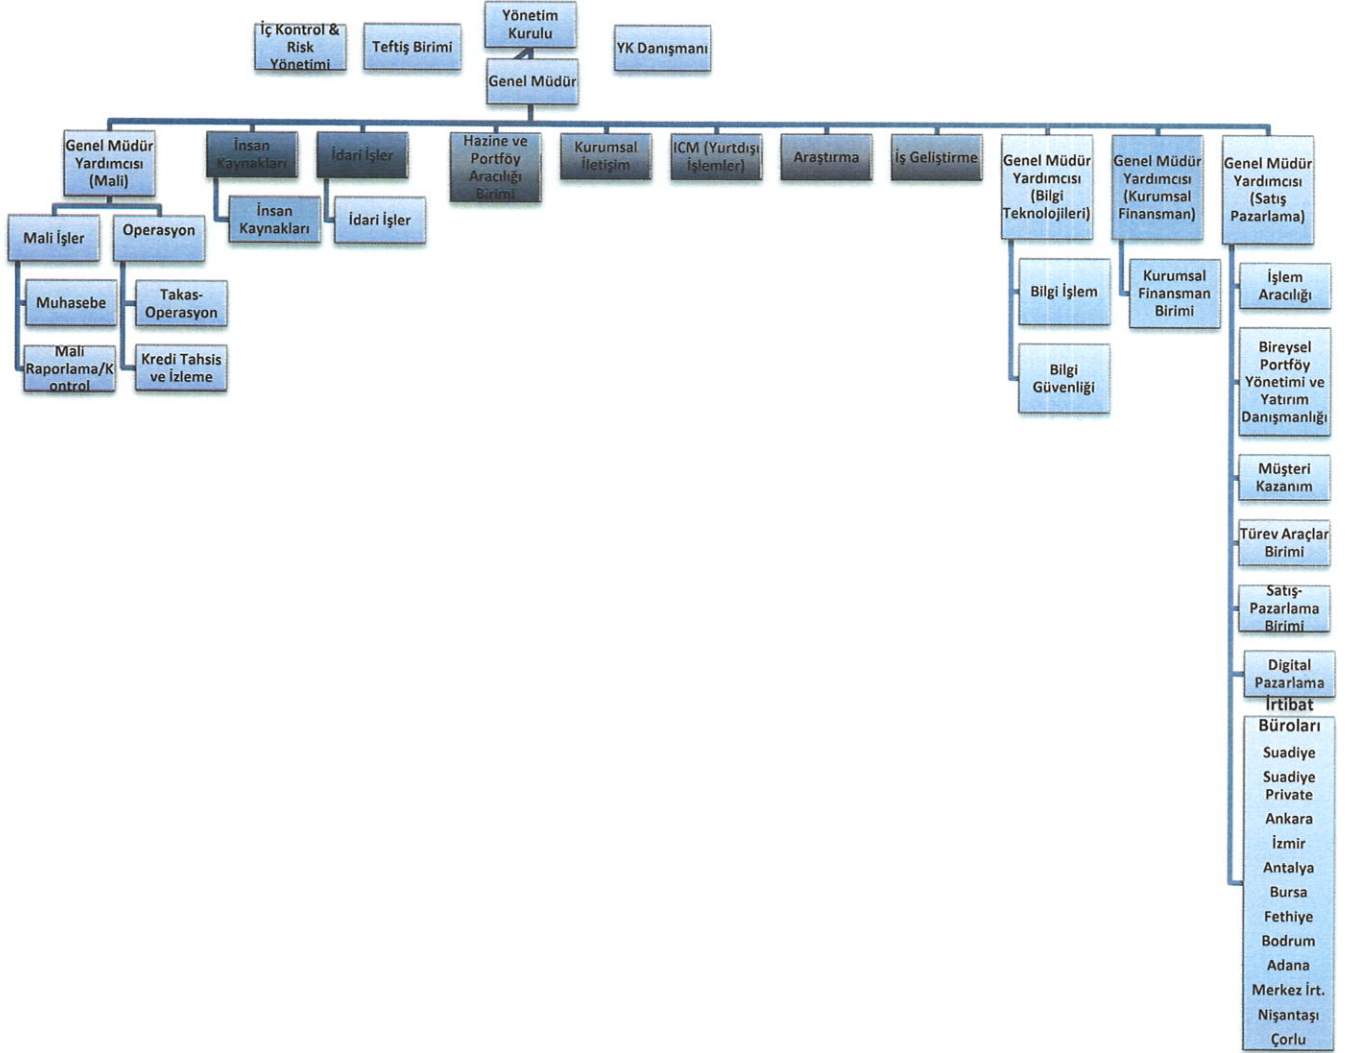 Yönetim
Kurulu
İç Kontrol &
Risk
Yönetimi
Teftiş Birimi
YK Danışmanı
Genel Müdür
Genel Müdür
Yardımcısı
(Mali)
İnsan
Kaynakları
İdari İşler
Hazine ve
Portföy
Aracılığı
Birimi
Kurumsal
İletişim
ICM (Yurtdışı
İşlemler)
Araştırma
İş Geliştirme
Genel Müdür
Yardımcısı
(Bilgi
Teknolojileri)
Genel Müdür
Yardımcısı
(Kurumsal
Finansman)
Genel Müdür
Yardımcısı
(Satış
Pazarlama)
Mali İşler
Operasyon
İnsan
Kaynakları
İdari İşler
Muhasebe
Takas-
Operasyon
Mali
Raporlama/K
ontrol
Kredi Tahsis
ve İzleme
Bilgi İşlem
Bilgi
Güvenliği
Kurumsal
Finansman
Birimi
İşlem
Aracılığı
Bireysel
Portföy
Yönetimi ve
Yatırım
Danışmanlığı
Müşteri
Kazanım
Türev Araçlar
Birimi
Satış-
Pazarlama
Birimi
Digital
Pazarlama
İrtibat
Büroları
Suadiye
Suadiye
Private
Ankara
İzmir
Antalya
Bursa
Fethiye
Bodrum
Adana
Merkez İrt.
Nişantaşı
Çorlu